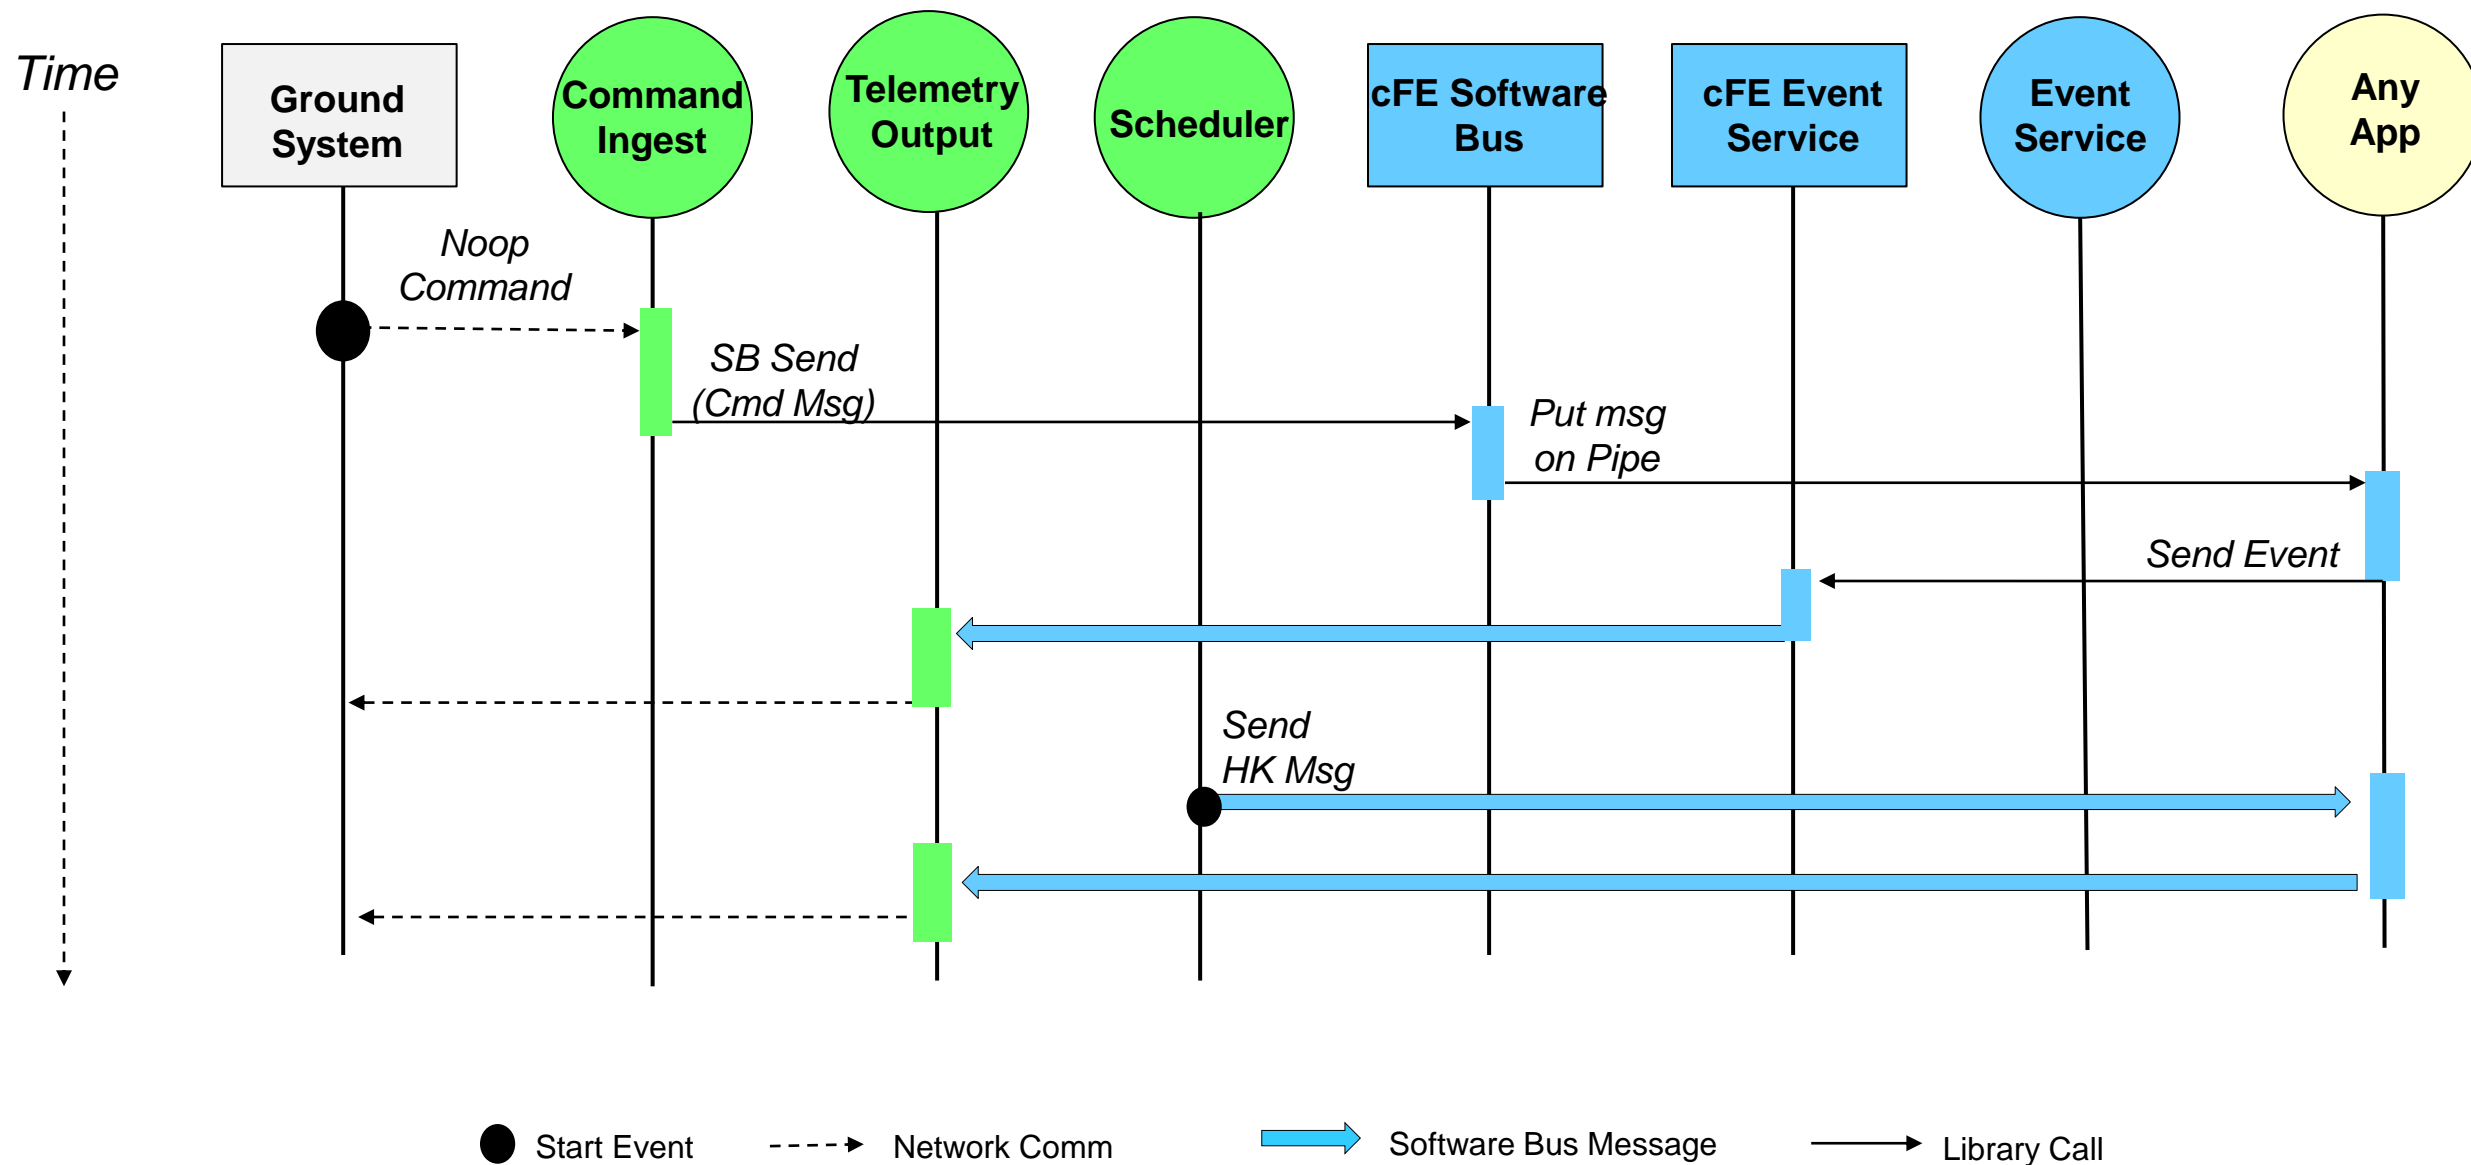 Time
Ground
System
Command
Ingest
Telemetry
Output
Scheduler
cFE Software
Bus
cFE Event
Service
Event
Service
Any
App
Noop
Command
SB Send
(Cmd Msg)
Put msg
on Pipe
Send Event
Send
HK Msg
Start Event
Network Comm
Software Bus Message
Library Call